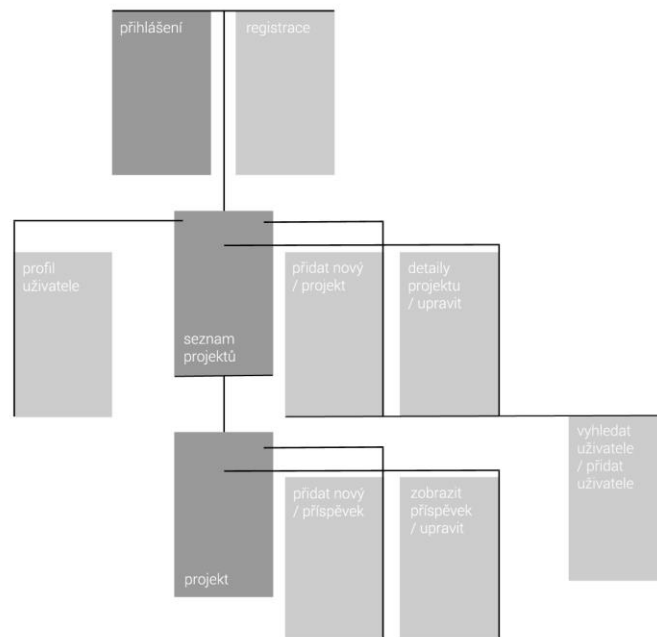 přihlášení
registrace
profil
uživatele
seznam
projektů
přidat nový
/ projekt
detaily
projektu
/ upravit
vyhledat
uživatele
/ přidat
uživatele
projekt
přidat nový
/ příspěvek
zobrazit
příspěvek
/ upravit